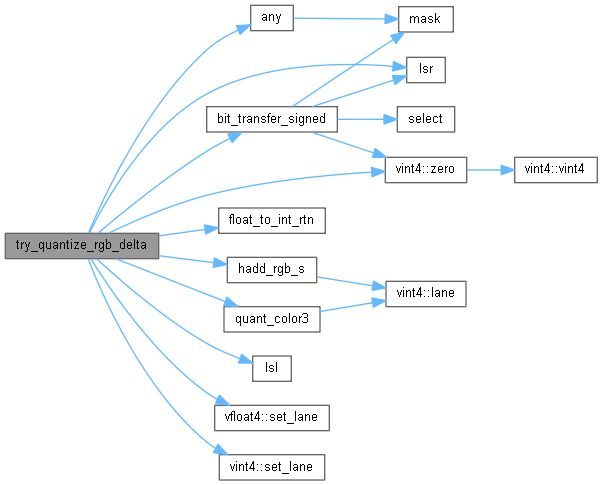 any
mask
lsr
bit_transfer_signed
select
vint4::zero
vint4::vint4
try_quantize_rgb_delta
float_to_int_rtn
hadd_rgb_s
vint4::lane
quant_color3
lsl
vfloat4::set_lane
vint4::set_lane